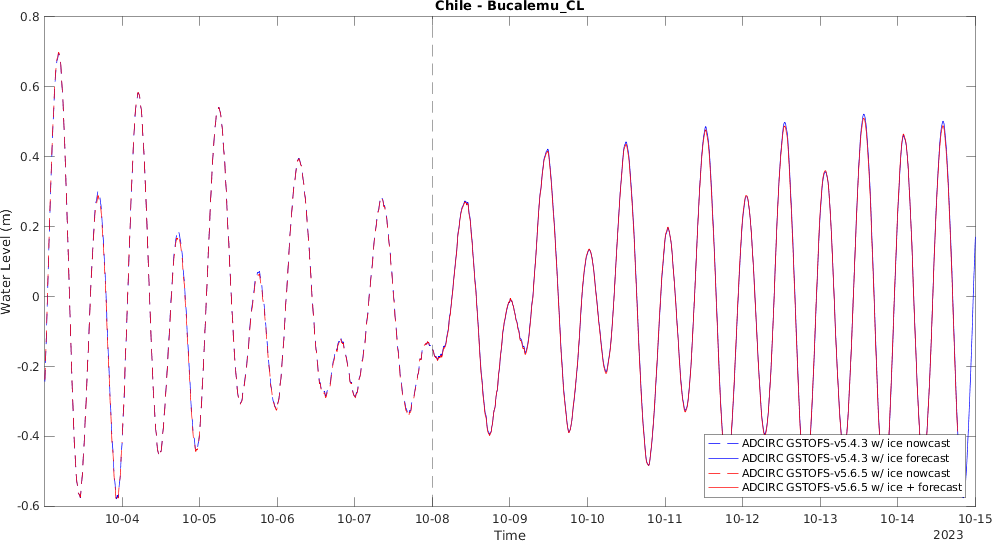 Chile - Bucalemu_CL
Water Level (m)
0.8
0.6
0.4
0.2
0
-0.2
-0.4
-0.6
ADCIRC GSTOFS-v5.4.3 w/ ice nowcast
ADCIRC GSTOFS-v5.4.3 w/ ice forecast
ADCIRC GSTOFS-v5.6.5 w/ ice nowcast
ADCIRC GSTOFS-v5.6.5 w/ ice + forecast
10-04 10-05 10-06 10-07 10-08 10-09 10-10 10-11 10-12 10-13 10-14 10-15
Time
2023